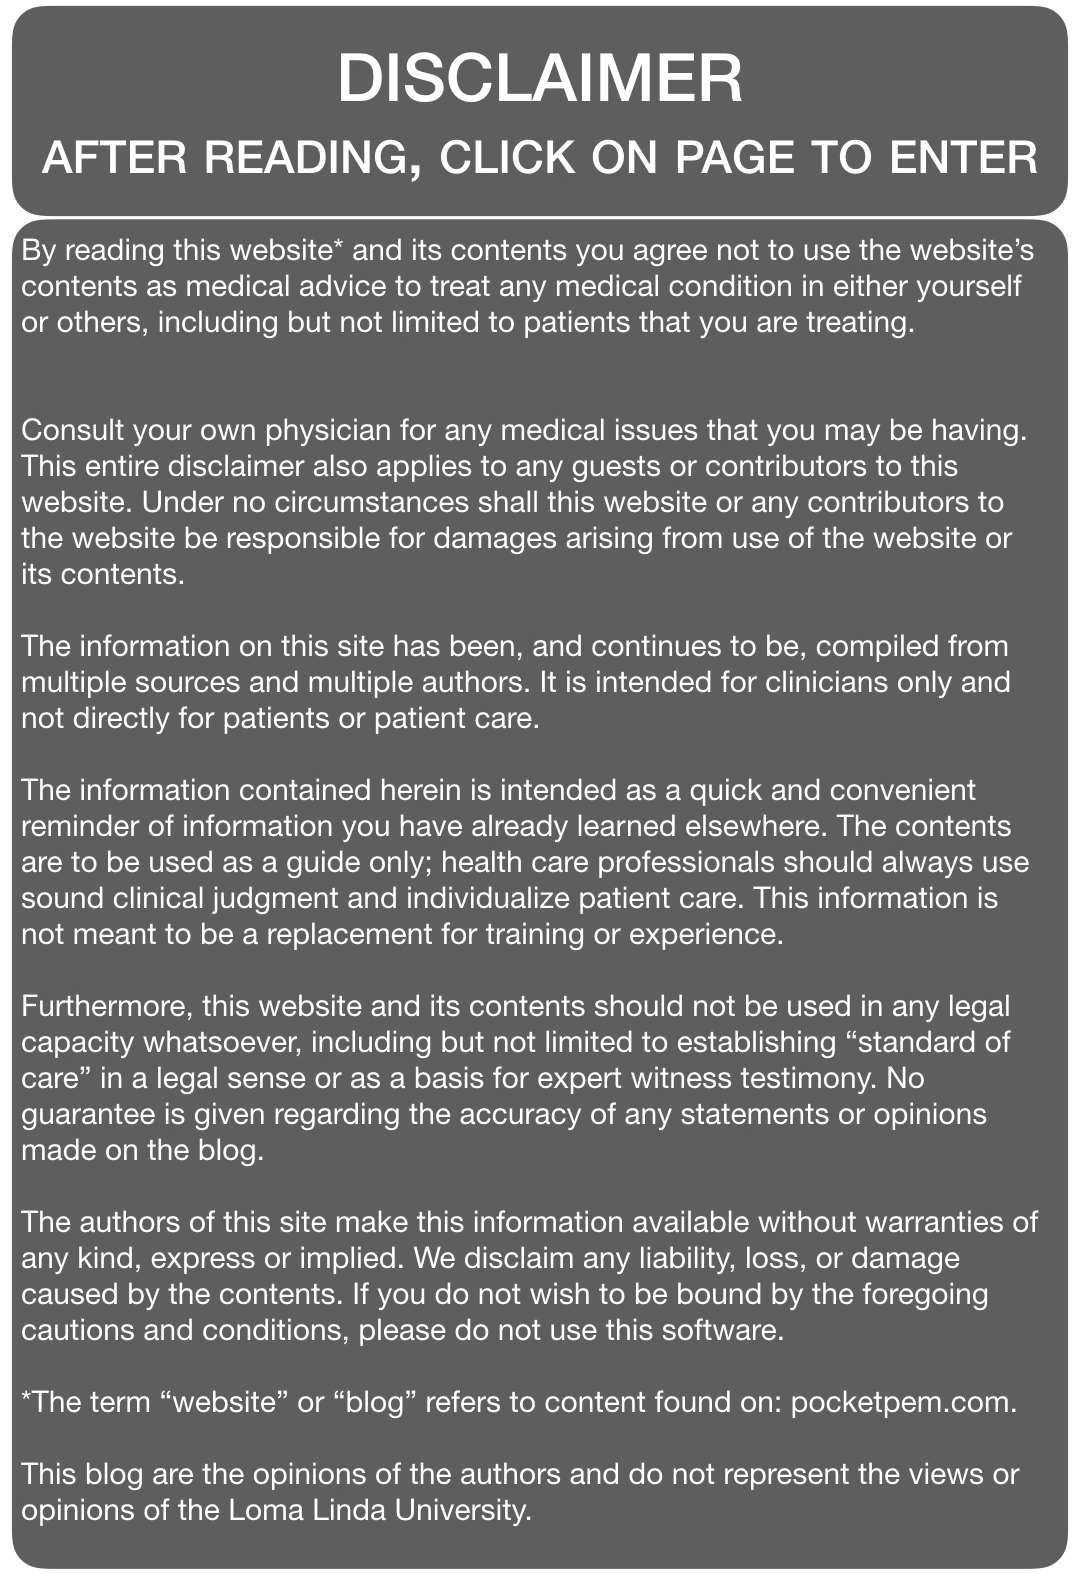 DISCLAIMER
AFTER READING, CLICK ON PAGE TO ENTER
By reading this website* and its contents you agree not to use the website’s
contents as medical advice to treat any medical condition in either yourself
or others, including but not limited to patients that you are treating.
Consult your own physician for any medical issues that you may be having.
This entire disclaimer also applies to any guests or contributors to this
website. Under no circumstances shall this website or any contributors to
the website be responsible for damages arising from use of the website or
its contents.
The information on this site has been, and continues to be, compiled from
multiple sources and multiple authors. It is intended for clinicians only and
not directly for patients or patient care.
The information contained herein is intended as a quick and convenient
reminder of information you have already learned elsewhere. The contents
are to be used as a guide only; health care professionals should always use
sound clinical judgment and individualize patient care. This information is
not meant to be a replacement for training or experience.
Furthermore, this website and its contents should not be used in any legal
capacity whatsoever, including but not limited to establishing “standard of
care” in a legal sense or as a basis for expert witness testimony. No
guarantee is given regarding the accuracy of any statements or opinions
made on the blog.
The authors of this site make this information available without warranties of
any kind, express or implied. We disclaim any liability, loss, or damage
caused by the contents. If you do not wish to be bound by the foregoing
cautions and conditions, please do not use this software.
*The term “website” or “blog” refers to content found on: pocketpem.com.
This blog are the opinions of the authors and do not represent the views or
opinions of the Loma Linda University.